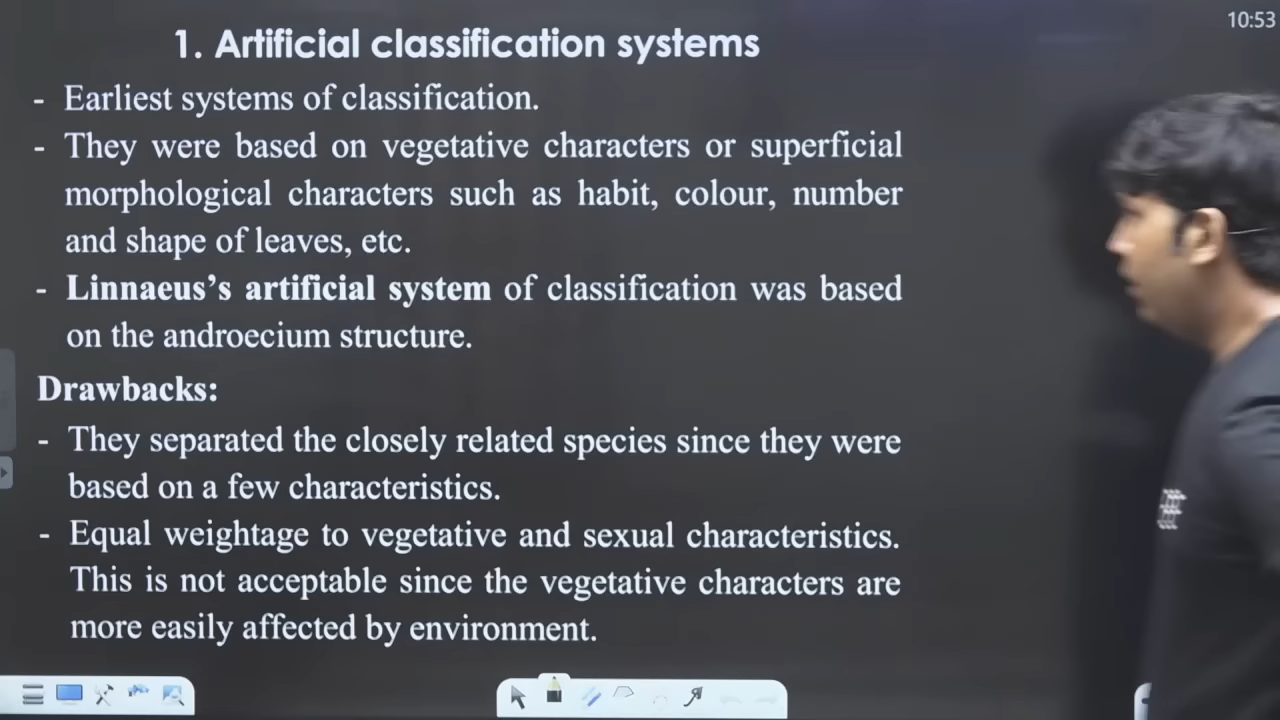 10:53
1. Artificial classification systems
- Earliest systems of classification.
- They were based on vegetative characters or superficial
morphological characters such as habit, colour, number
and shape of leaves, etc.
- Linnaeus’s artificial system of classification was based
on the androecium structure.
Drawbacks:
- They separated the closely related species since they were
based on a few characteristics.
- Equal weightage to vegetative and sexual characteristics.
This is not acceptable since the vegetative characters are
more easily affected by environment.